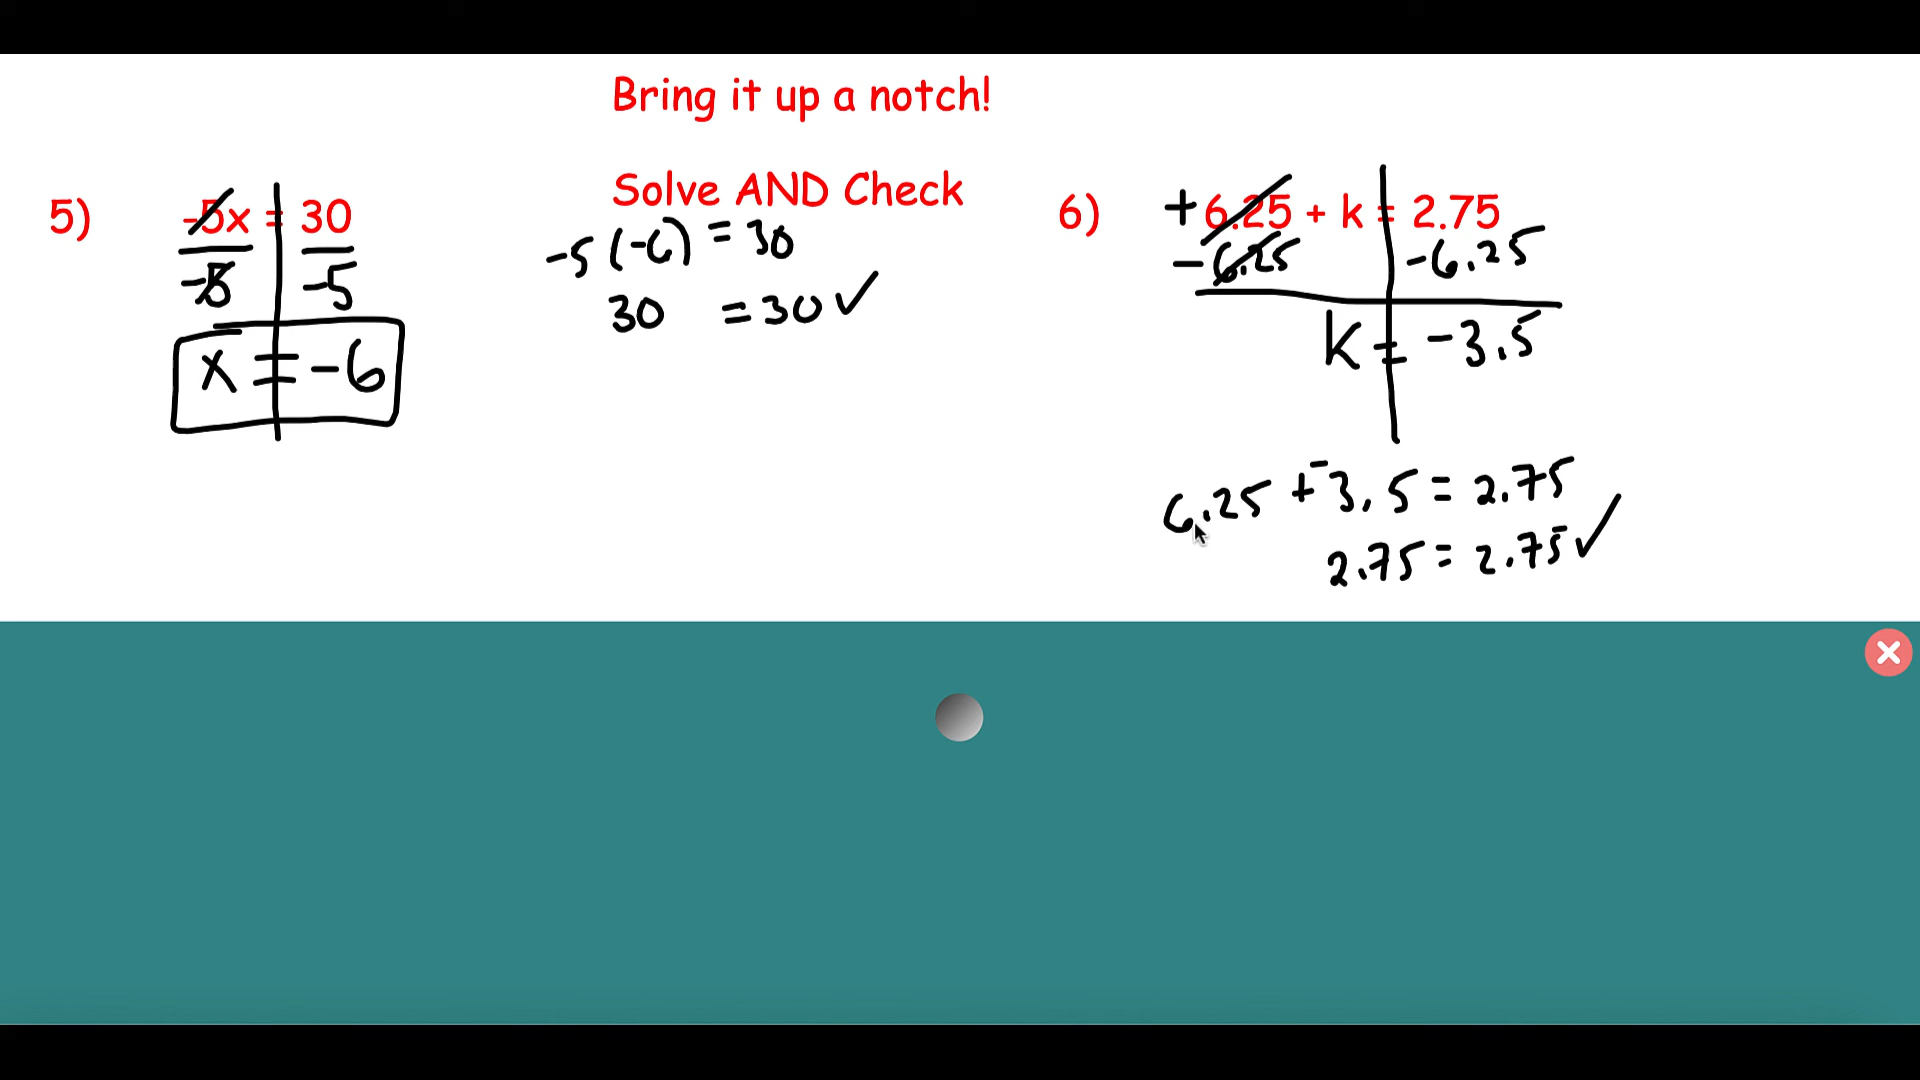 Bring it up a notch!
Solve AND Check
5) -5x = 30
-5 -5
x = -6
-5 (-6) = 30
30 = 30 ✓
6) + 6.25 + k = 2.75
- 6.25 -6.25
k = -3.5
6.25 + -3.5 = 2.75
2.75 = 2.75 ✓